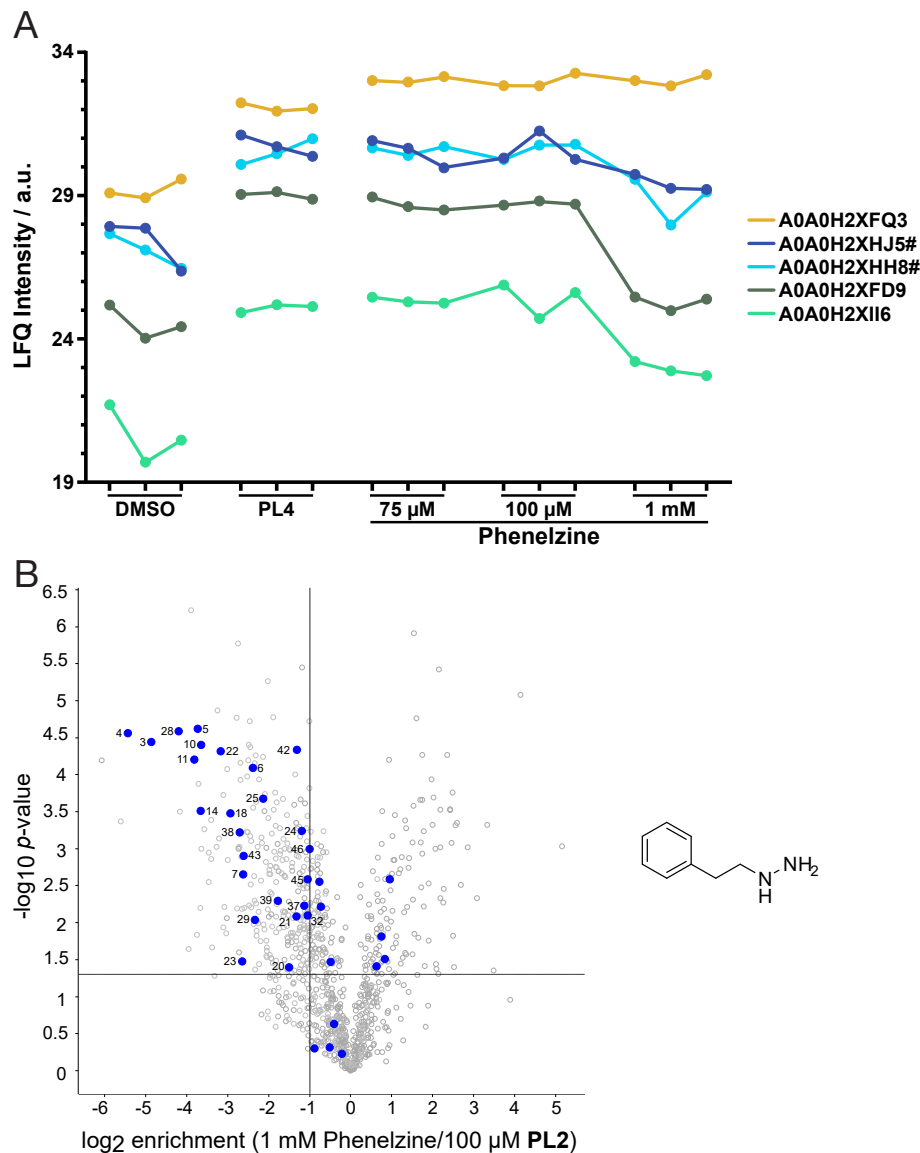 A
34
29
24
19
LFQ Intensity / a.u.
DMSO
PL4
75 µM
100 µM
1 mM
Phenelzine
A0A0H2XFQ3
A0A0H2XHJ5#
A0A0H2XHH8#
A0A0H2XFD9
A0A0H2XII6
B
6.5
6
5.5
5
4.5
4
3.5
3
2.5
2
1.5
1
0.5
0
-log10 p-value
4
3
28
5
10
11
22
6
42
25
14
18
38
24
43
46
7
45
39
37
21
32
29
23
20
-6 -5 -4 -3 -2 -1 0 1 2 3 4 5
log2 enrichment (1 mM Phenelzine/100 µM PL2)
N
H
NH2